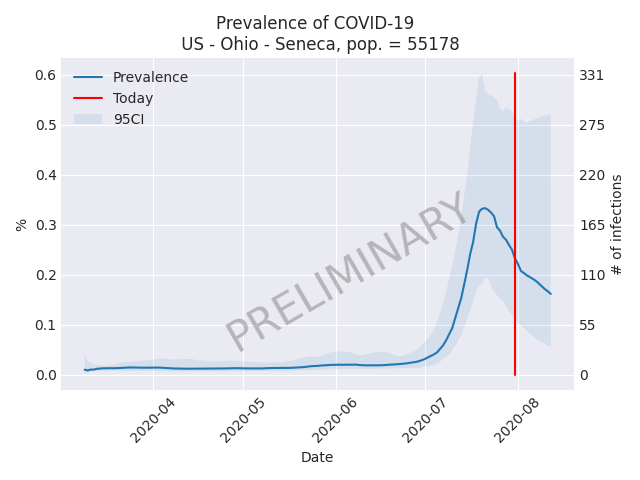 Prevalence of COVID-19
US - Ohio - Seneca, pop. = 55178
Prevalence
Today
95CI
0.6
0.5
0.4
0.3
0.2
0.1
0.0
%
331
275
220
165
110
55
0
# of infections
PRELIMINARY
2020-04
2020-05
2020-06
2020-07
2020-08
Date